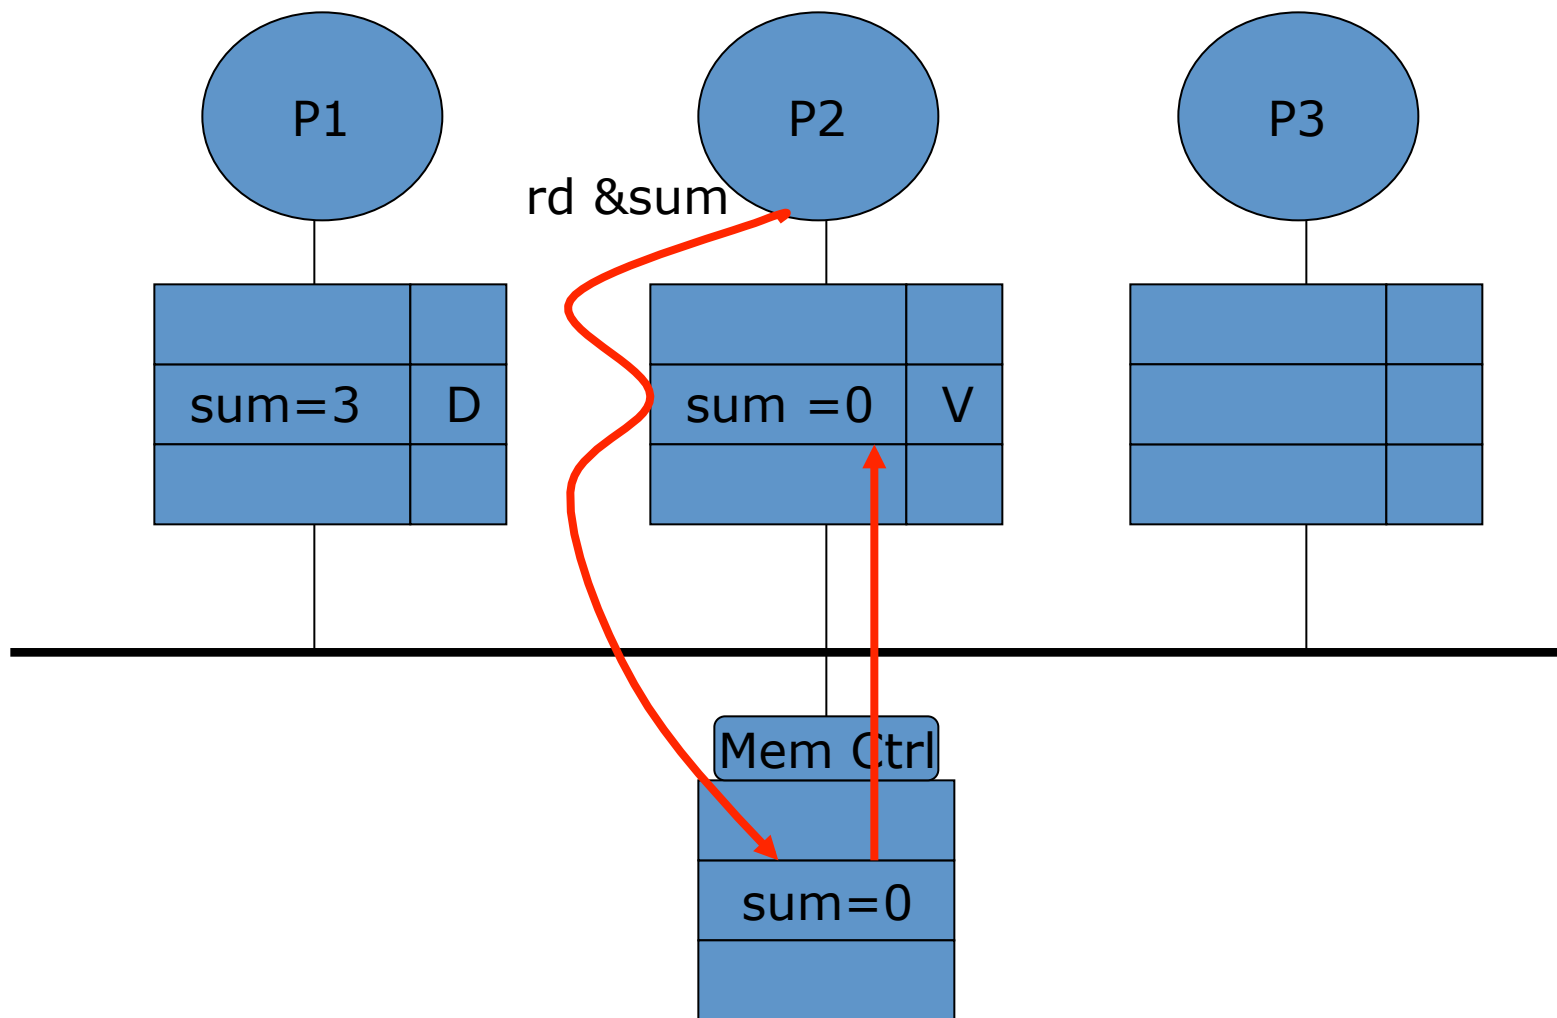 P1
P2
P3
rd &sum
sum=3
D
sum =0
V
Mem Ctrl
sum=0